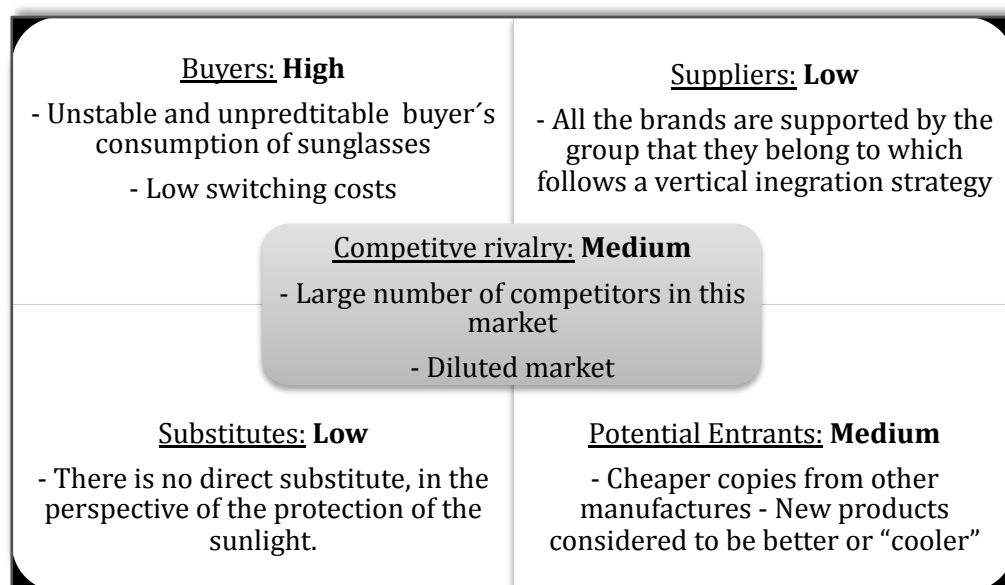 Buyers: High
- Unstable and unpredtitable  buyer´s
consumption of sunglasses
- Low switching costs
Suppliers: Low
- All the brands are supported by the
group that they belong to which
follows a vertical inegration strategy
Competitve rivalry: Medium
- Large number of competitors in this
market
- Diluted market
Substitutes: Low
- There is no direct substitute, in the
perspective of the protection of the
sunlight.
Potential Entrants: Medium
- Cheaper copies from other
manufactures - New products
considered to be better or “cooler”